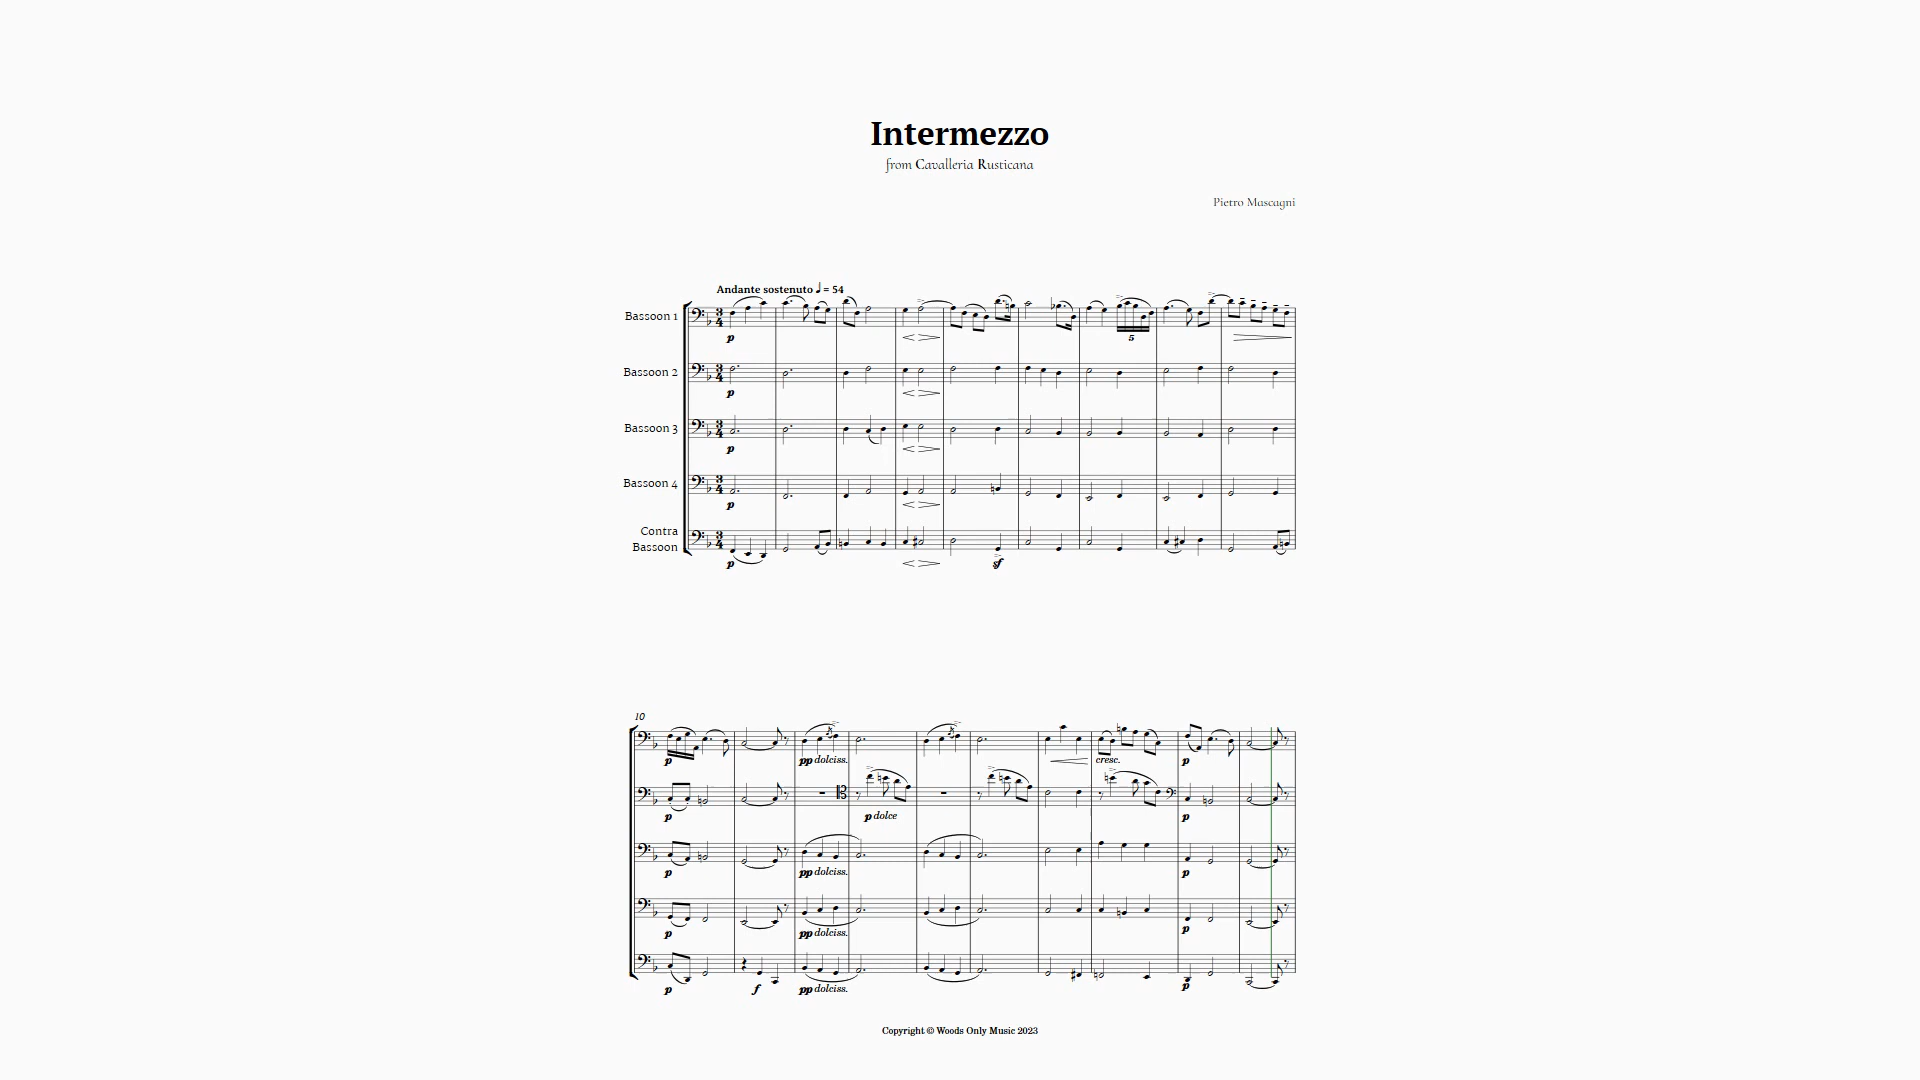 Intermezzo
from Cavalleria Rusticana
Pietro Mascagni
Andante sostenuto ♩ = 54
Bassoon 1
p
5
Bassoon 2
p
Bassoon 3
p
Bassoon 4
p
Contra
Bassoon
p sf
10
p pp dolciss. cresc. p
p p dolce p
p pp dolciss. p
p pp dolciss. p
p f pp dolciss. p
Copyright © Woods Only Music 2023